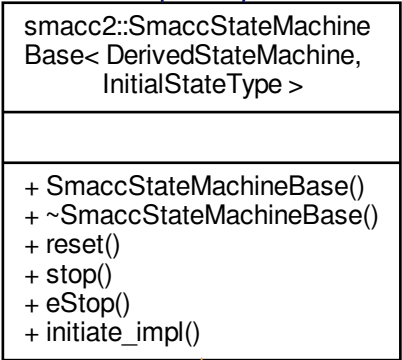 smacc2::SmaccStateMachine
Base< DerivedStateMachine,
InitialStateType >
+ SmaccStateMachineBase()
+ ~SmaccStateMachineBase()
+ reset()
+ stop()
+ eStop()
+ initiate_impl()